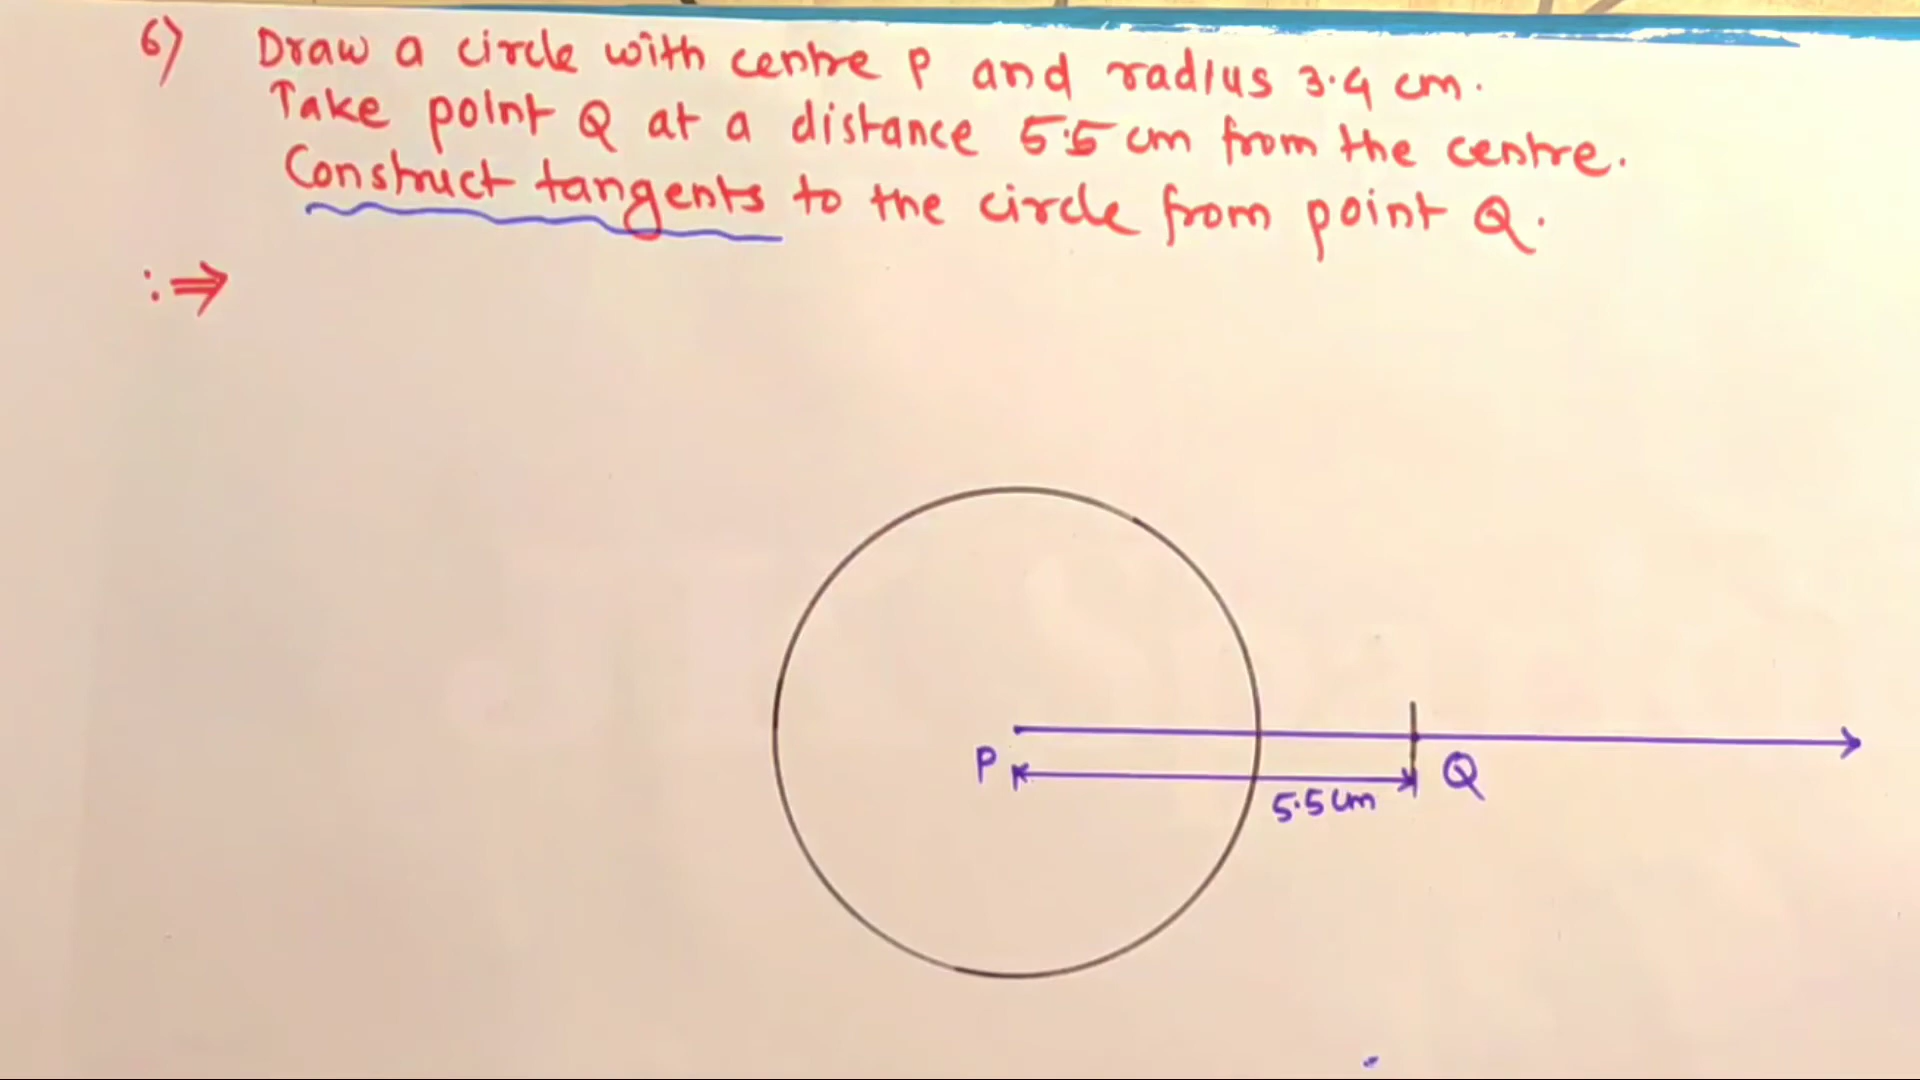 6) Draw a circle with centre P and radius 3.4 cm.
Take point Q at a distance 5.5 cm from the centre.
Construct tangents to the circle from point Q.
:⇒
P
Q
5.5 cm